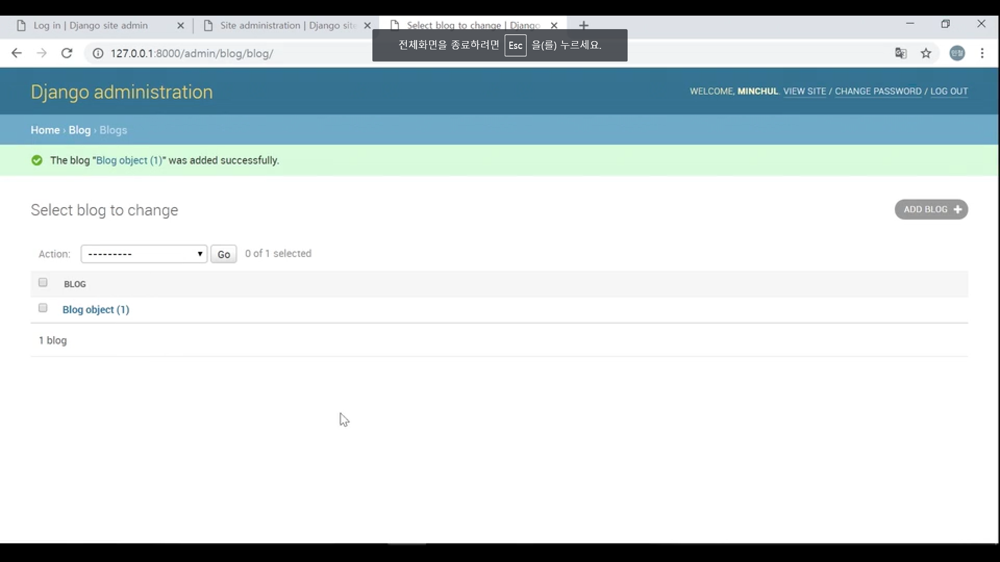 Log in | Django site admin
Site administration | Django site
Select blog to change | Django
전체화면을 종료하려면 Esc 을(를) 누르세요.
127.0.0.1:8000/admin/blog/blog/
민철
Django administration
WELCOME, MINCHUL. VIEW SITE / CHANGE PASSWORD / LOG OUT
Home › Blog › Blogs
The blog "Blog object (1)" was added successfully.
Select blog to change
ADD BLOG +
Action: --------- Go 0 of 1 selected
BLOG
Blog object (1)
1 blog